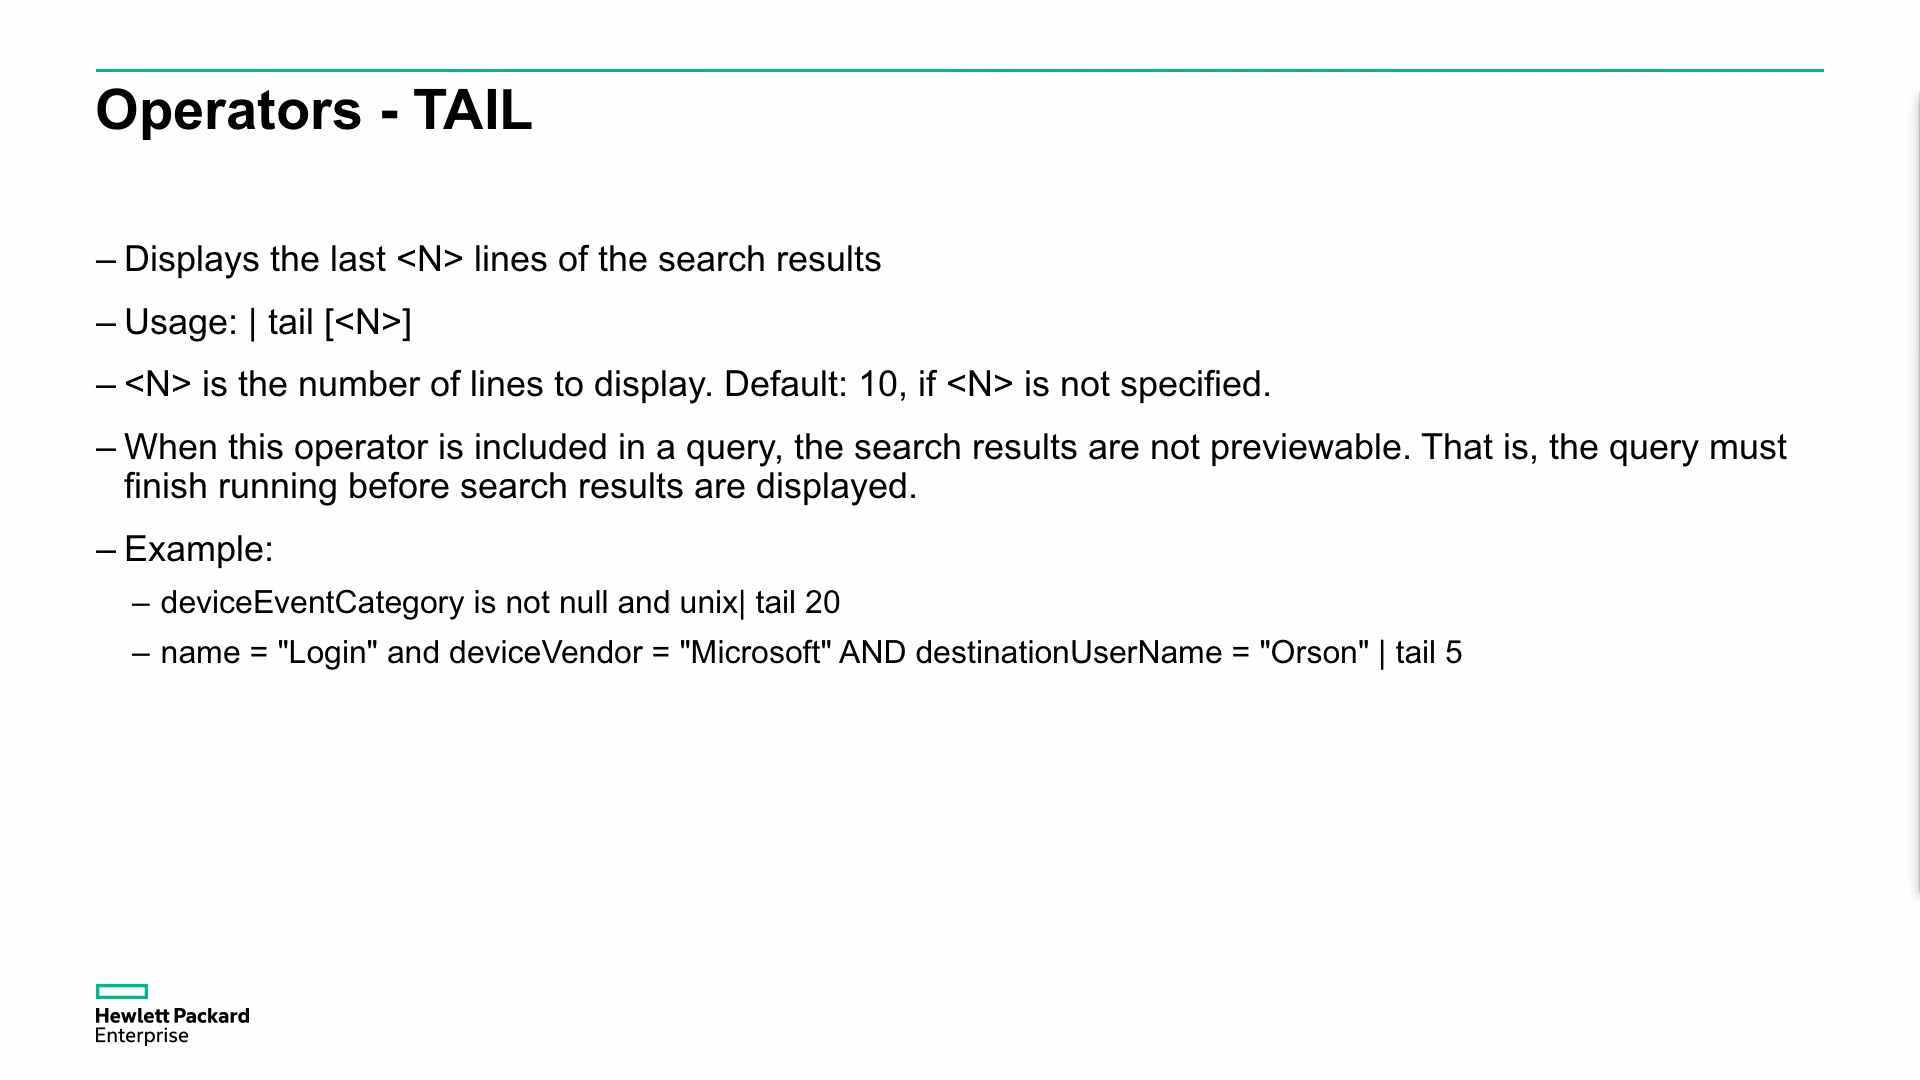 Operators - TAIL
– Displays the last <N> lines of the search results
– Usage: | tail [<N>]
– <N> is the number of lines to display. Default: 10, if <N> is not specified.
– When this operator is included in a query, the search results are not previewable. That is, the query must
finish running before search results are displayed.
– Example:
– deviceEventCategory is not null and unix| tail 20
– name = "Login" and deviceVendor = "Microsoft" AND destinationUserName = "Orson" | tail 5
Hewlett Packard
Enterprise